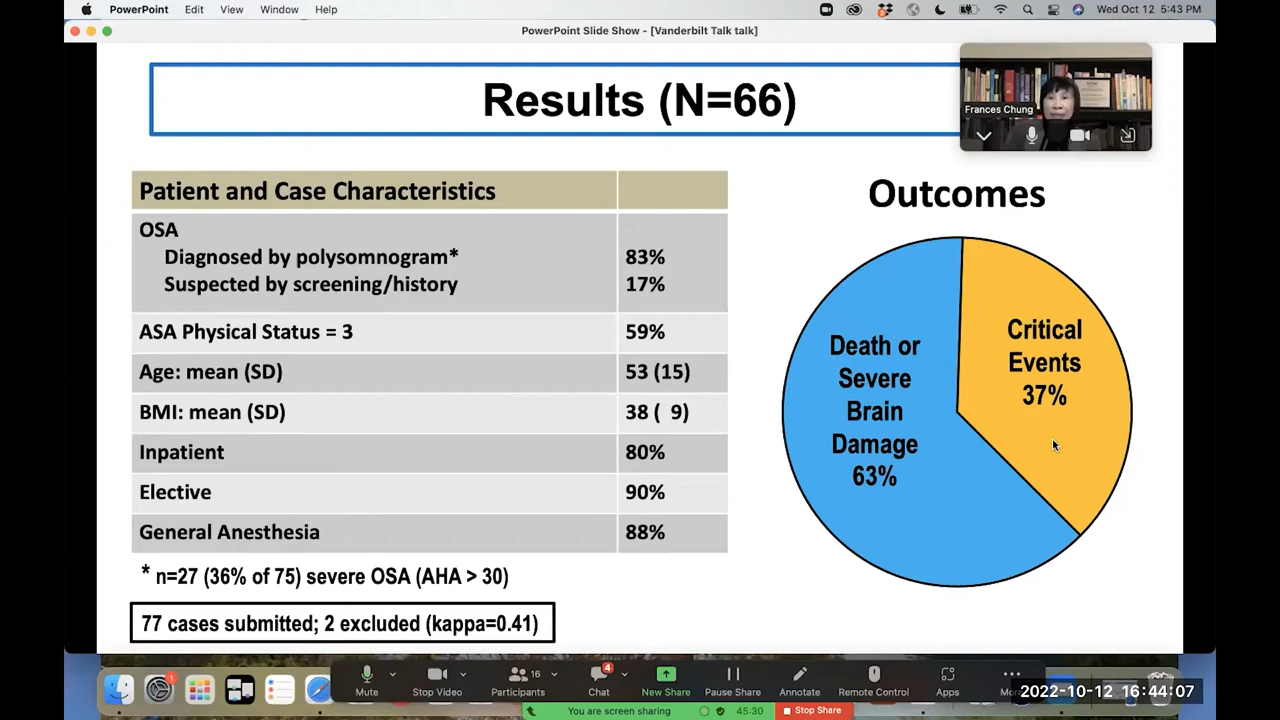 PowerPoint Edit View Window Help Wed Oct 12 5:43 PM
PowerPoint Slide Show - [Vanderbilt Talk talk]
Results (N=66)
Frances Chung
Patient and Case Characteristics
OSA
Diagnosed by polysomnogram* 83%
Suspected by screening/history 17%
ASA Physical Status = 3 59%
Age: mean (SD) 53 (15)
BMI: mean (SD) 38 ( 9)
Inpatient 80%
Elective 90%
General Anesthesia 88%
* n=27 (36% of 75) severe OSA (AHA > 30)
77 cases submitted; 2 excluded (kappa=0.41)
Outcomes
Death or
Severe
Brain
Damage
63%
Critical
Events
37%
1
16
4
Mute Stop Video Participants Chat New Share Pause Share Annotate Remote Control Apps
2022-10-12 16:44:07
You are screen sharing 45:30 Stop Share